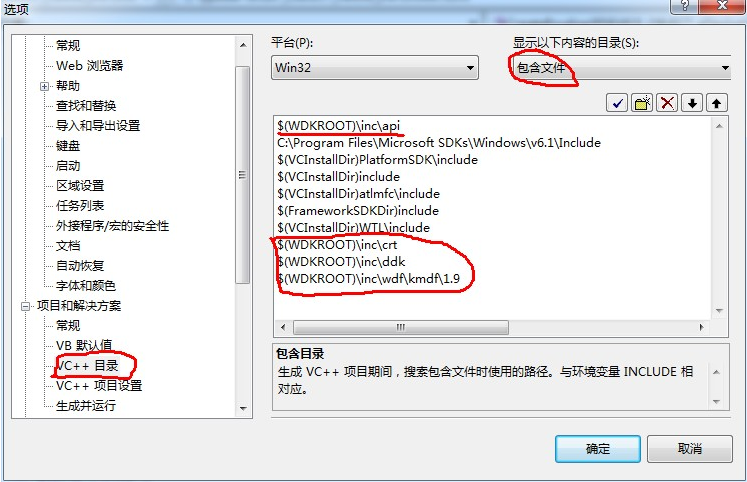 选项
常规
Web 浏览器
帮助
查找和替换
导入和导出设置
键盘
启动
区域设置
任务列表
外接程序/宏的安全性
文档
自动恢复
字体和颜色
项目和解决方案
常规
VB 默认值
VC++ 目录
VC++ 项目设置
生成并运行
平台(P):
显示以下内容的目录(S):
Win32
包含文件
$(WDKROOT)\inc\api
C:\Program Files\Microsoft SDKs\Windows\v6.1\Include
$(VCInstallDir)PlatformSDK\include
$(VCInstallDir)include
$(VCInstallDir)atlmfc\include
$(FrameworkSDKDir)include
$(VCInstallDir)WTL\include
$(WDKROOT)\inc\crt
$(WDKROOT)\inc\ddk
$(WDKROOT)\inc\wdf\kmdf\1.9
包含目录
生成 VC++ 项目期间，搜索包含文件时使用的路径。与环境变量 INCLUDE 相
对应。
确定
取消